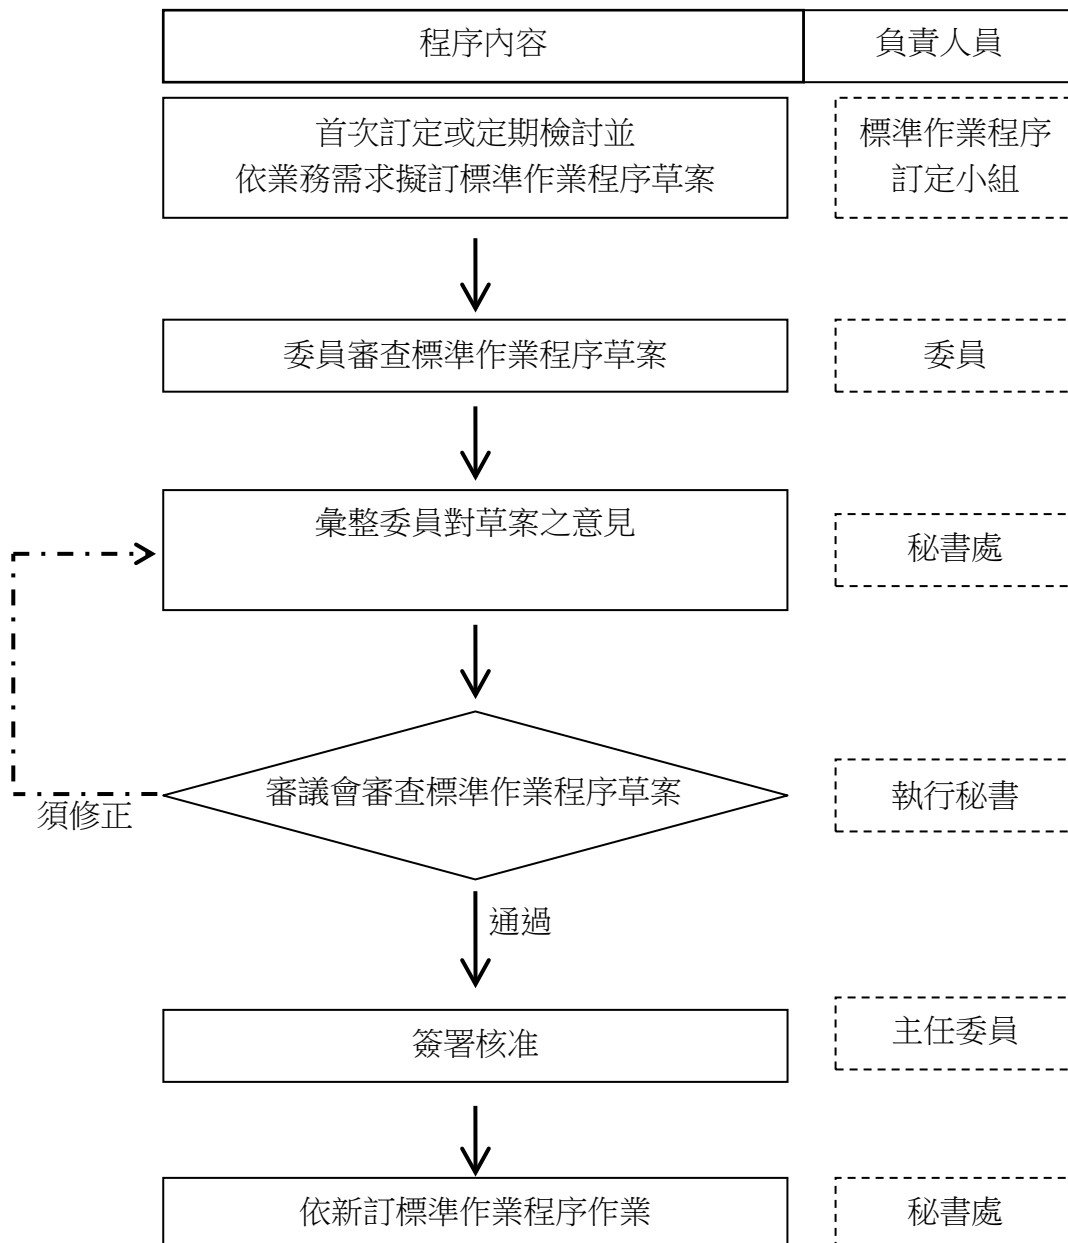 程序內容
負責人員
首次訂定或定期檢討並
依業務需求擬訂標準作業程序草案
標準作業程序
訂定小組
委員審查標準作業程序草案
委員
彙整委員對草案之意見
秘書處
審議會審查標準作業程序草案
執行秘書
須修正
通過
簽署核准
主任委員
依新訂標準作業程序作業
秘書處